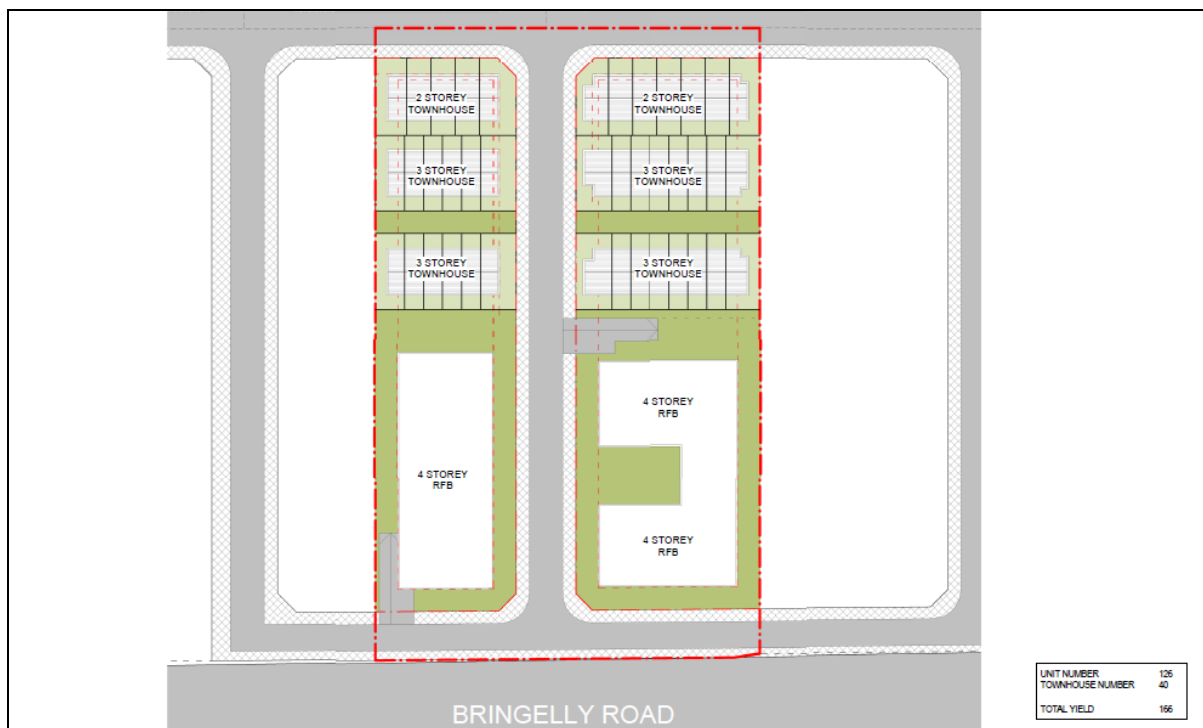 2 STOREY
TOWNHOUSE
2 STOREY
TOWNHOUSE
3 STOREY
TOWNHOUSE
3 STOREY
TOWNHOUSE
3 STOREY
TOWNHOUSE
3 STOREY
TOWNHOUSE
4 STOREY
RFB
4 STOREY
RFB
4 STOREY
RFB
UNIT NUMBER 126
TOWNHOUSE NUMBER 40
TOTAL YIELD 166
BRINGELLY ROAD